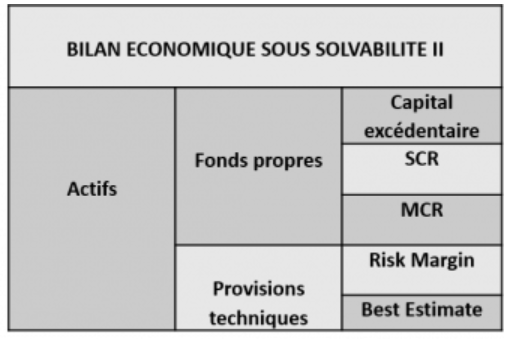 BILAN ECONOMIQUE SOUS SOLVABILITE II
Actifs
Fonds propres
Capital
excédentaire
SCR
MCR
Provisions
techniques
Risk Margin
Best Estimate